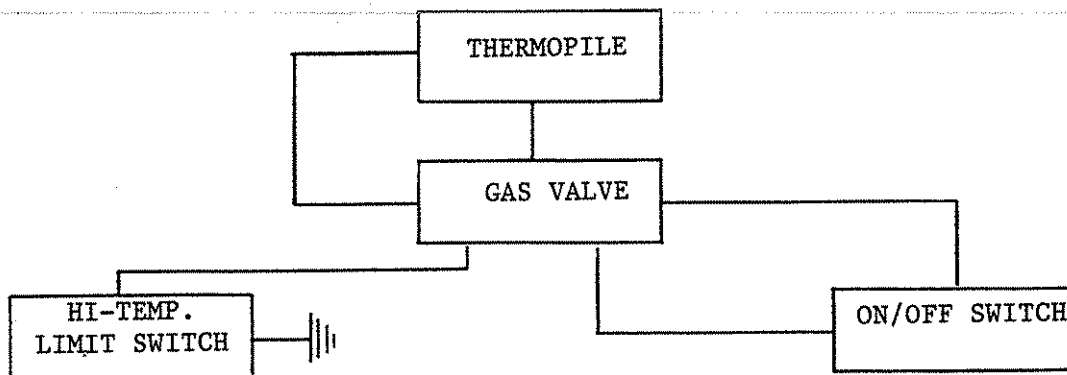 THERMOPILE
GAS VALVE
HI-TEMP.
LIMIT SWITCH
ON/OFF SWITCH